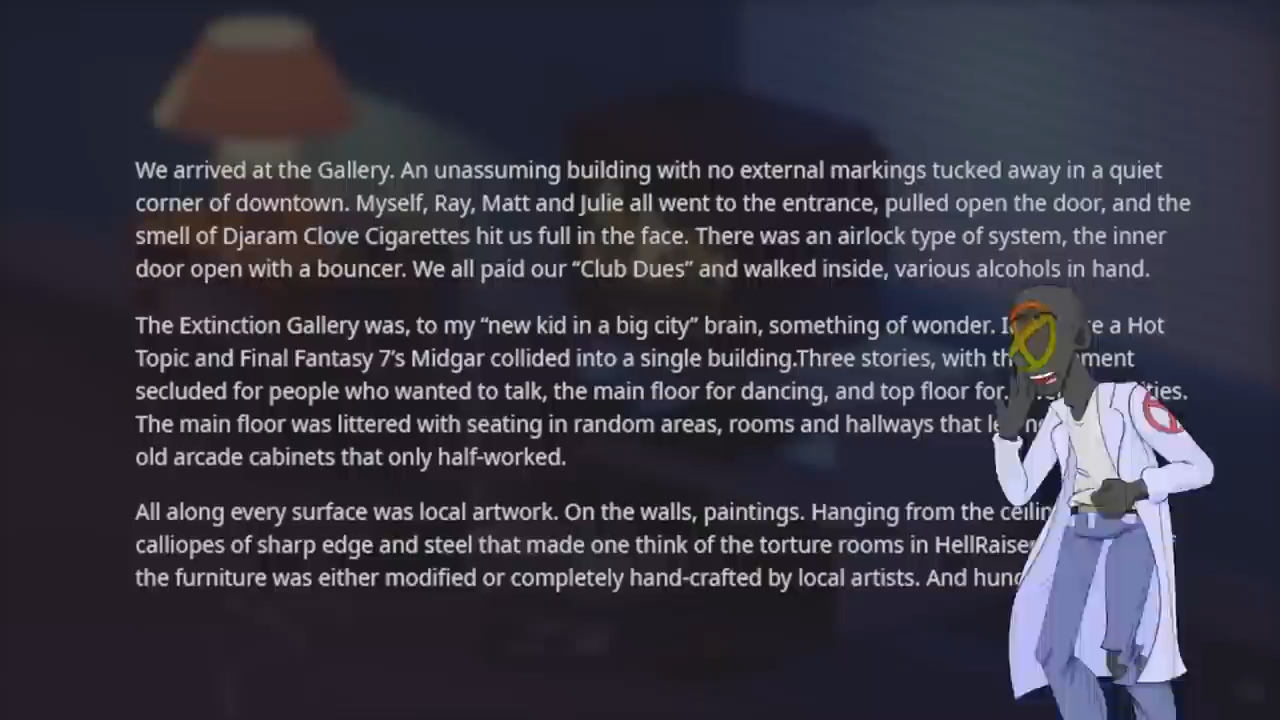 We arrived at the Gallery. An unassuming building with no external markings tucked away in a quiet
corner of downtown. Myself, Ray, Matt and Julie all went to the entrance, pulled open the door, and the
smell of Djaram Clove Cigarettes hit us full in the face. There was an airlock type of system, the inner
door open with a bouncer. We all paid our “Club Dues” and walked inside, various alcohols in hand.
The Extinction Gallery was, to my “new kid in a big city” brain, something of wonder. a Hot
Topic and Final Fantasy 7’s Midgar collided into a single building.Three stories, with
secluded for people who wanted to talk, the main floor for dancing, and top floor for.
The main floor was littered with seating in random areas, rooms and hallways that
old arcade cabinets that only half-worked.
All along every surface was local artwork. On the walls, paintings. Hanging from the
calliopes of sharp edge and steel that made one think of the torture rooms in
the furniture was either modified or completely hand-crafted by local artists. And